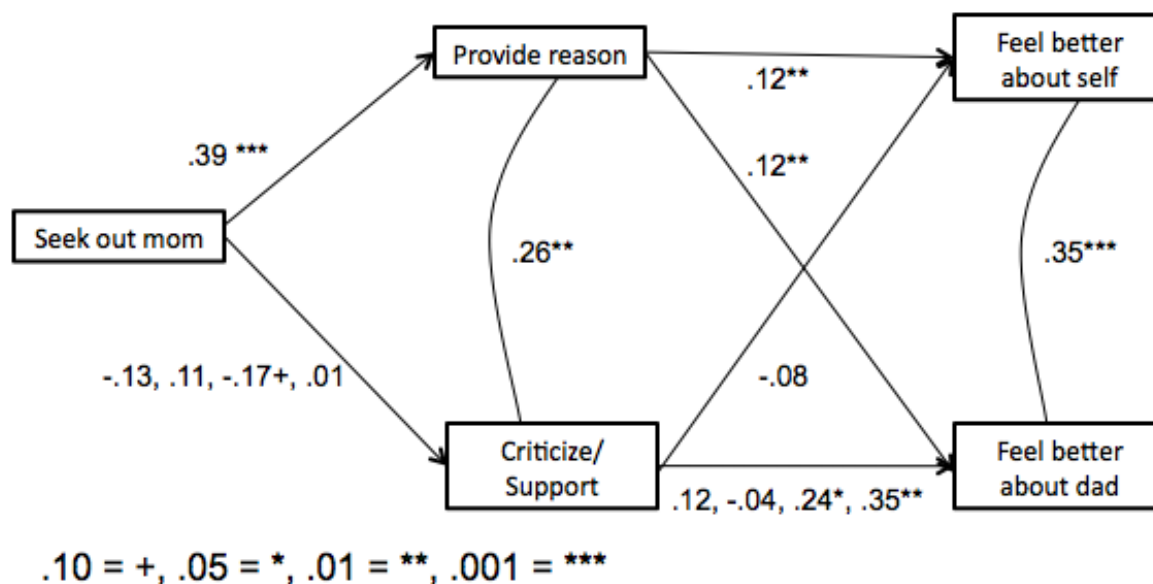 Provide reason
Feel better
about self
.12**
.39 ***
.12**
Seek out mom
.26**
.35***
-.13, .11, -.17+, .01
-.08
Criticize/
Support
Feel better
about dad
.12, -.04, .24*, .35**
.10 = +, .05 = *, .01 = **, .001 = ***